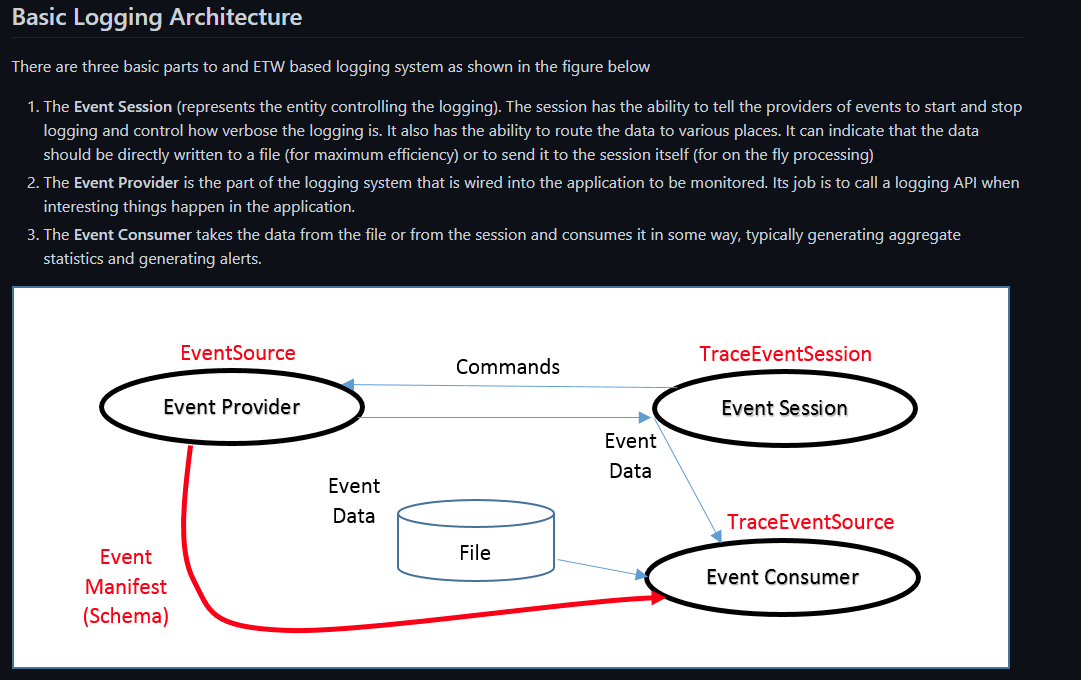 Basic Logging Architecture
There are three basic parts to and ETW based logging system as shown in the figure below
1. The Event Session (represents the entity controlling the logging). The session has the ability to tell the providers of events to start and stop
logging and control how verbose the logging is. It also has the ability to route the data to various places. It can indicate that the data
should be directly written to a file (for maximum efficiency) or to send it to the session itself (for on the fly processing)
2. The Event Provider is the part of the logging system that is wired into the application to be monitored. Its job is to call a logging API when
interesting things happen in the application.
3. The Event Consumer takes the data from the file or from the session and consumes it in some way, typically generating aggregate
statistics and generating alerts.
EventSource
Commands
TraceEventSession
Event Provider
Event Session
Event
Data
Event
Data
File
TraceEventSource
Event Consumer
Event
Manifest
(Schema)